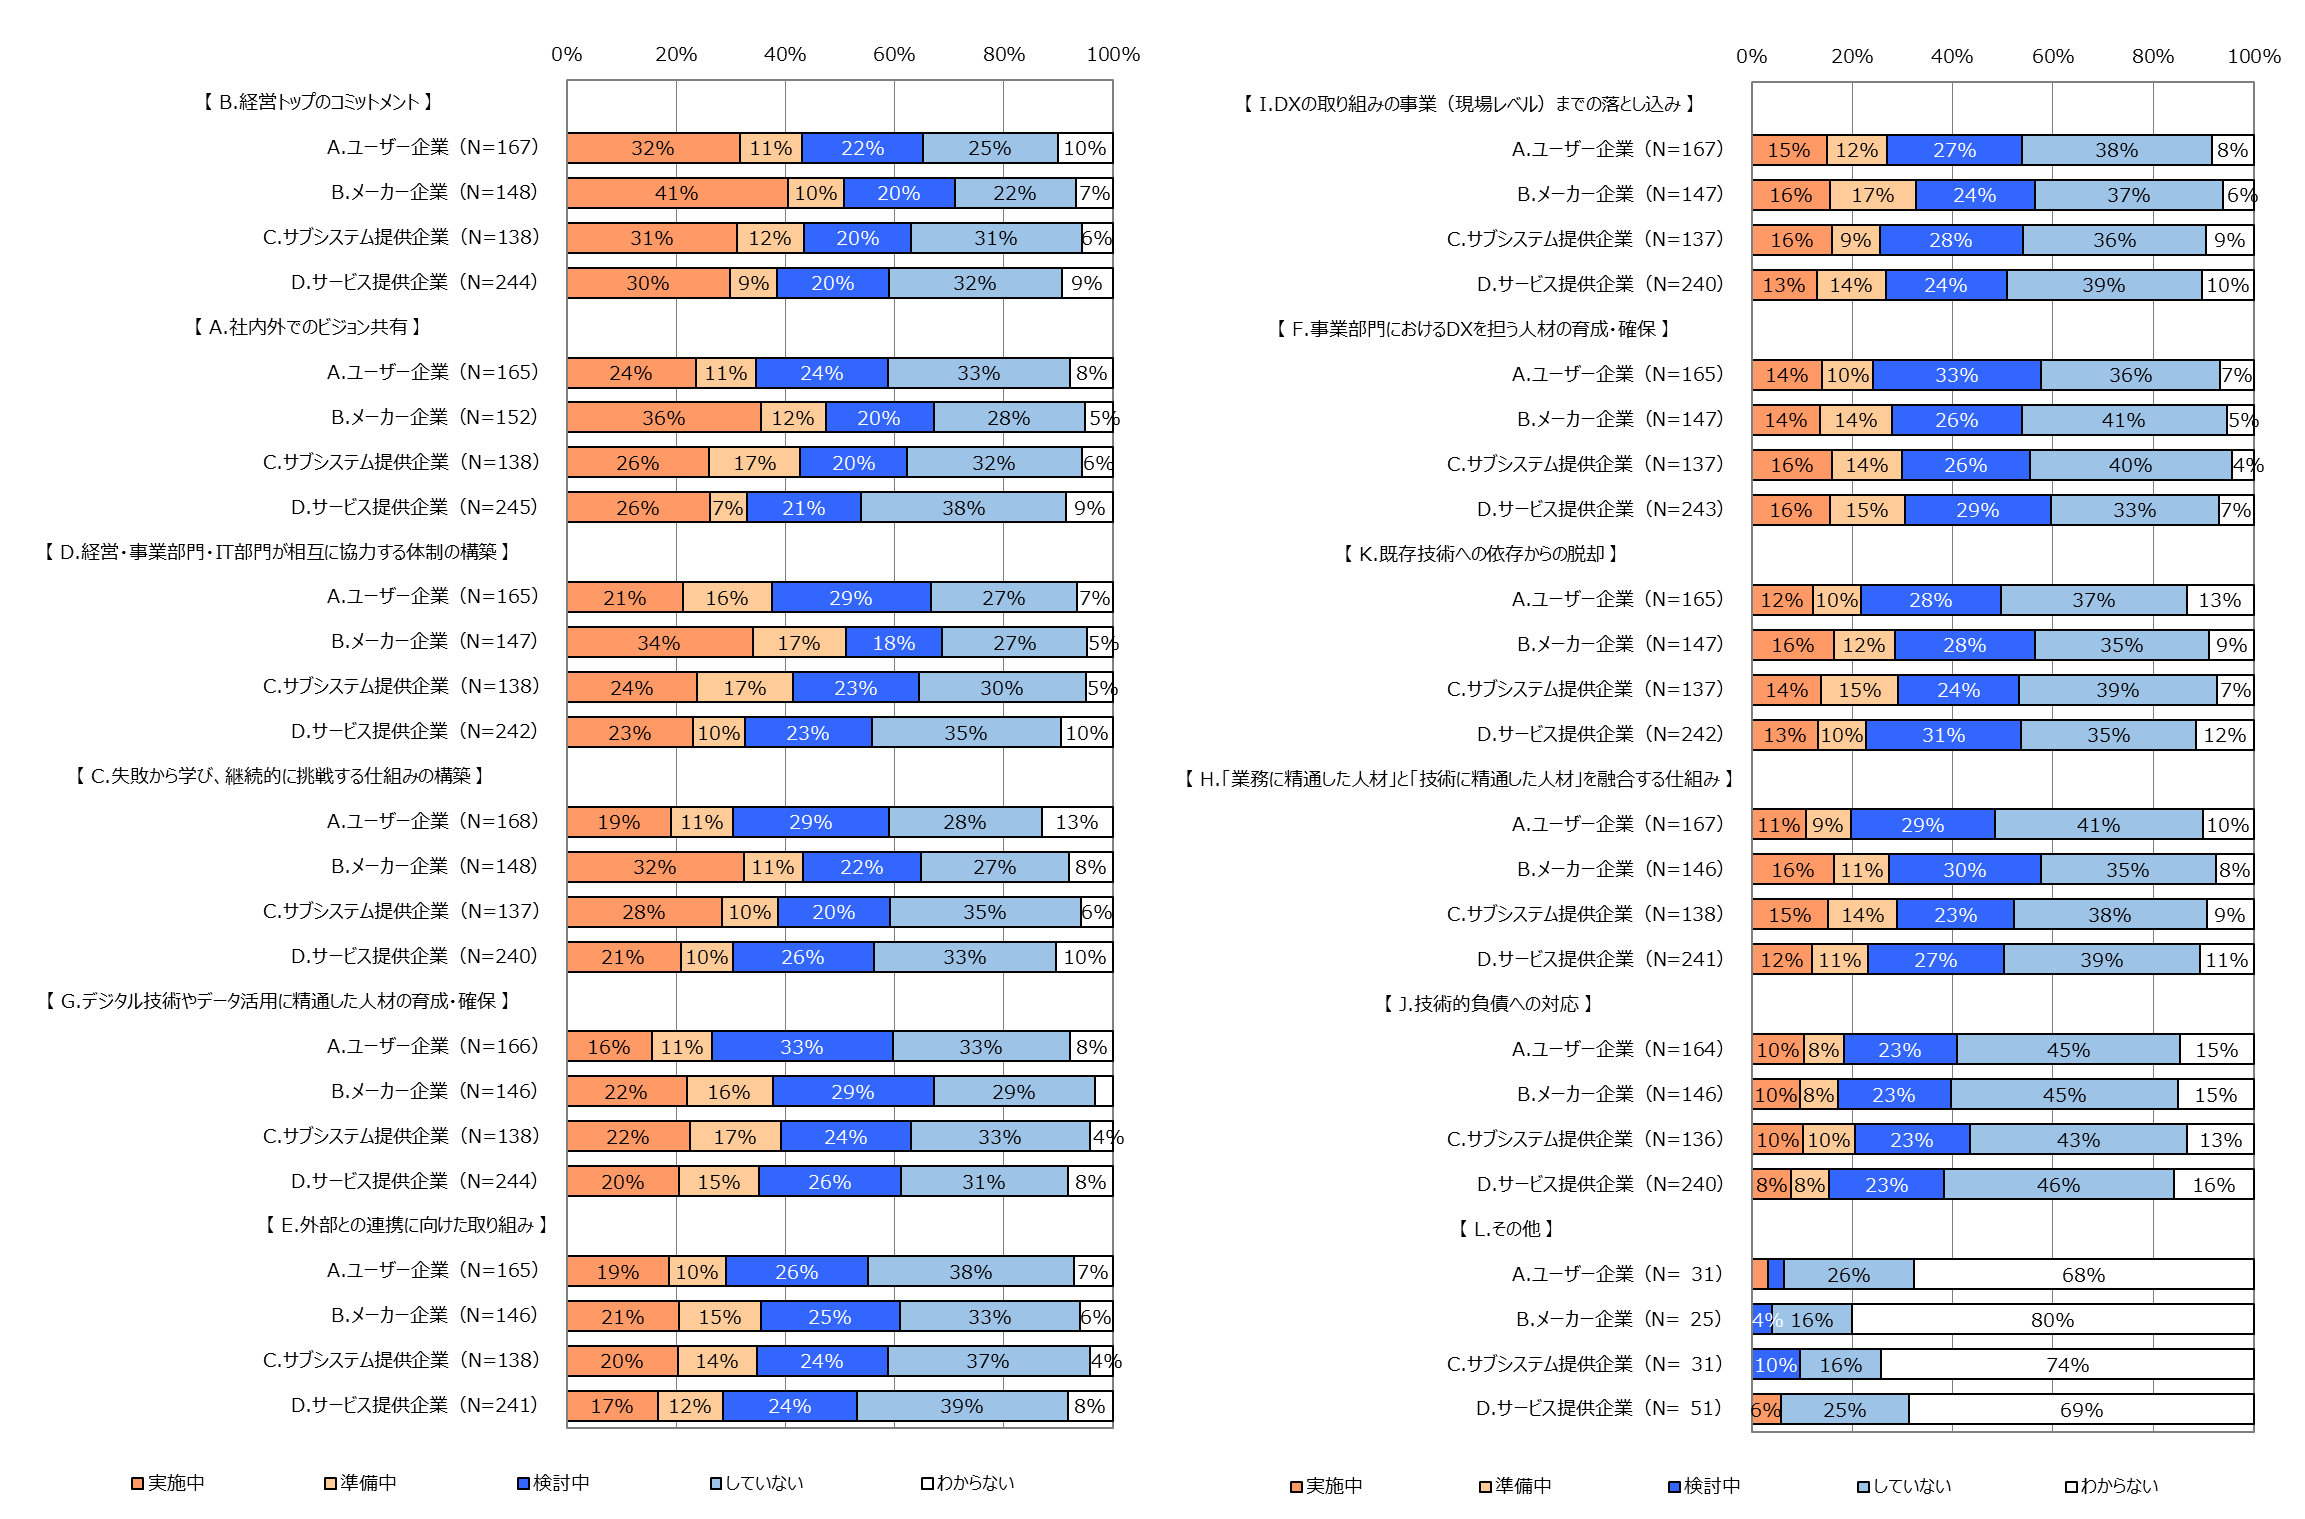 0% 20% 40% 60% 80% 100%
【 B.経営トップのコミットメント 】
A.ユーザー企業（N=167） 32% 11% 22% 25% 10%
B.メーカー企業（N=148） 41% 10% 20% 22% 7%
C.サブシステム提供企業（N=138） 31% 12% 20% 31% 6%
D.サービス提供企業（N=244） 30% 9% 20% 32% 9%
【 A.社内外でのビジョン共有 】
A.ユーザー企業（N=165） 24% 11% 24% 33% 8%
B.メーカー企業（N=152） 36% 12% 20% 28% 5%
C.サブシステム提供企業（N=138） 26% 17% 20% 32% 6%
D.サービス提供企業（N=245） 26% 7% 21% 38% 9%
【 D.経営・事業部門・IT部門が相互に協力する体制の構築 】
A.ユーザー企業（N=165） 21% 16% 29% 27% 7%
B.メーカー企業（N=147） 34% 17% 18% 27% 5%
C.サブシステム提供企業（N=138） 24% 17% 23% 30% 5%
D.サービス提供企業（N=242） 23% 10% 23% 35% 10%
【 C.失敗から学び、継続的に挑戦する仕組みの構築 】
A.ユーザー企業（N=168） 19% 11% 29% 28% 13%
B.メーカー企業（N=148） 32% 11% 22% 27% 8%
C.サブシステム提供企業（N=137） 28% 10% 20% 35% 6%
D.サービス提供企業（N=240） 21% 10% 26% 33% 10%
【 G.デジタル技術やデータ活用に精通した人材の育成・確保 】
A.ユーザー企業（N=166） 16% 11% 33% 33% 8%
B.メーカー企業（N=146） 22% 16% 29% 29%
C.サブシステム提供企業（N=138） 22% 17% 24% 33% 4%
D.サービス提供企業（N=244） 20% 15% 26% 31% 8%
【 E.外部との連携に向けた取り組み 】
A.ユーザー企業（N=165） 19% 10% 26% 38% 7%
B.メーカー企業（N=146） 21% 15% 25% 33% 6%
C.サブシステム提供企業（N=138） 20% 14% 24% 37% 4%
D.サービス提供企業（N=241） 17% 12% 24% 39% 8%
実施中 準備中 検討中 していない わからない
0% 20% 40% 60% 80% 100%
【 I.DXの取り組みの事業（現場レベル）までの落とし込み 】
A.ユーザー企業（N=167） 15% 12% 27% 38% 8%
B.メーカー企業（N=147） 16% 17% 24% 37% 6%
C.サブシステム提供企業（N=137） 16% 9% 28% 36% 9%
D.サービス提供企業（N=240） 13% 14% 24% 39% 10%
【 F.事業部門におけるDXを担う人材の育成・確保 】
A.ユーザー企業（N=165） 14% 10% 33% 36% 7%
B.メーカー企業（N=147） 14% 14% 26% 41% 5%
C.サブシステム提供企業（N=137） 16% 14% 26% 40% 4%
D.サービス提供企業（N=243） 16% 15% 29% 33% 7%
【 K.既存技術への依存からの脱却 】
A.ユーザー企業（N=165） 12% 10% 28% 37% 13%
B.メーカー企業（N=147） 16% 12% 28% 35% 9%
C.サブシステム提供企業（N=137） 14% 15% 24% 39% 7%
D.サービス提供企業（N=242） 13% 10% 31% 35% 12%
【 H.「業務に精通した人材」と「技術に精通した人材」を融合する仕組み 】
A.ユーザー企業（N=167） 11% 9% 29% 41% 10%
B.メーカー企業（N=146） 16% 11% 30% 35% 8%
C.サブシステム提供企業（N=138） 15% 14% 23% 38% 9%
D.サービス提供企業（N=241） 12% 11% 27% 39% 11%
【 J.技術的負債への対応 】
A.ユーザー企業（N=164） 10% 8% 23% 45% 15%
B.メーカー企業（N=146） 10% 8% 23% 45% 15%
C.サブシステム提供企業（N=136） 10% 10% 23% 43% 13%
D.サービス提供企業（N=240） 8% 8% 23% 46% 16%
【 L.その他 】
A.ユーザー企業（N= 31） 26% 68%
B.メーカー企業（N= 25） 4% 16% 80%
C.サブシステム提供企業（N= 31） 10% 16% 74%
D.サービス提供企業（N= 51） 6% 25% 69%
実施中 準備中 検討中 していない わからない